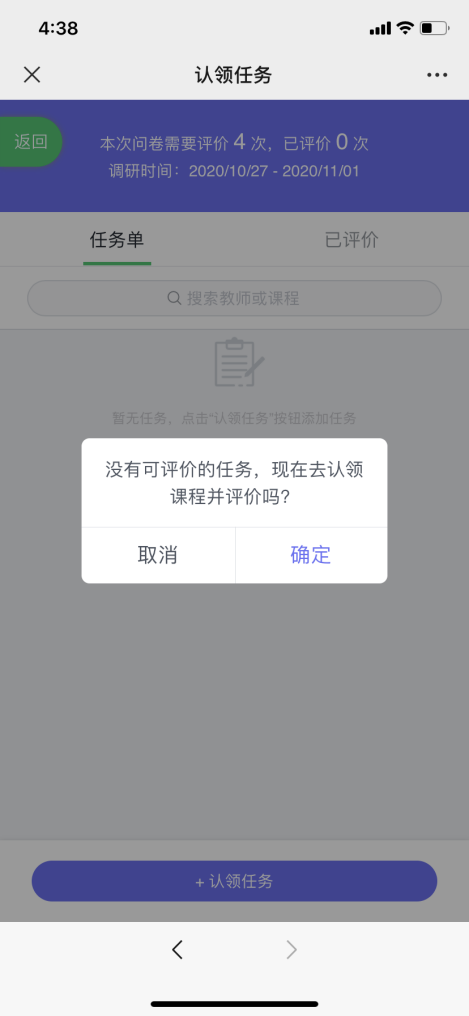 4:38
认领任务
返回
本次问卷需要评价 4 次，已评价 0 次
调研时间：2020/10/27 - 2020/11/01
任务单
已评价
搜索教师或课程
暂无任务，点击“认领任务”按钮添加任务
没有可评价的任务，现在去认领
课程并评价吗?
取消
确定
+ 认领任务